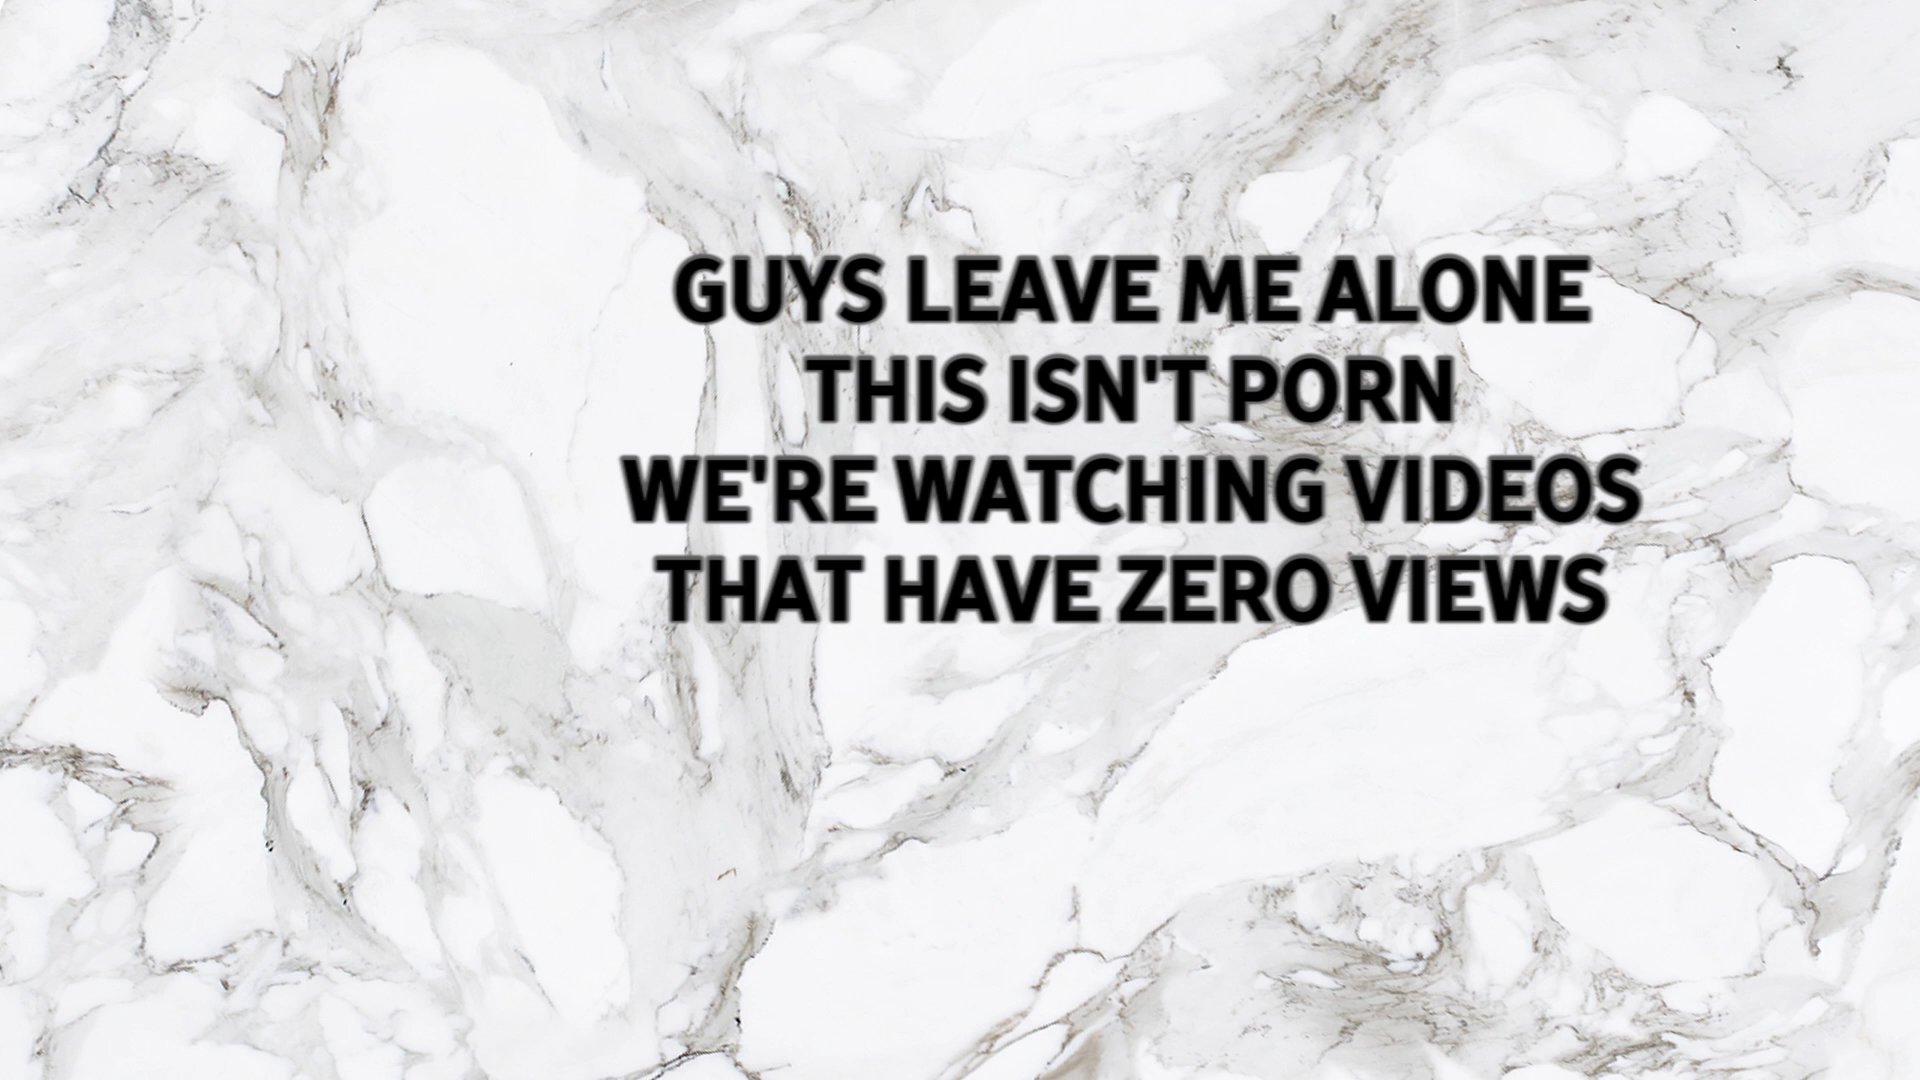 GUYS LEAVE ME ALONE
THIS ISN'T PORN
WE'RE WATCHING VIDEOS
THAT HAVE ZERO VIEWS